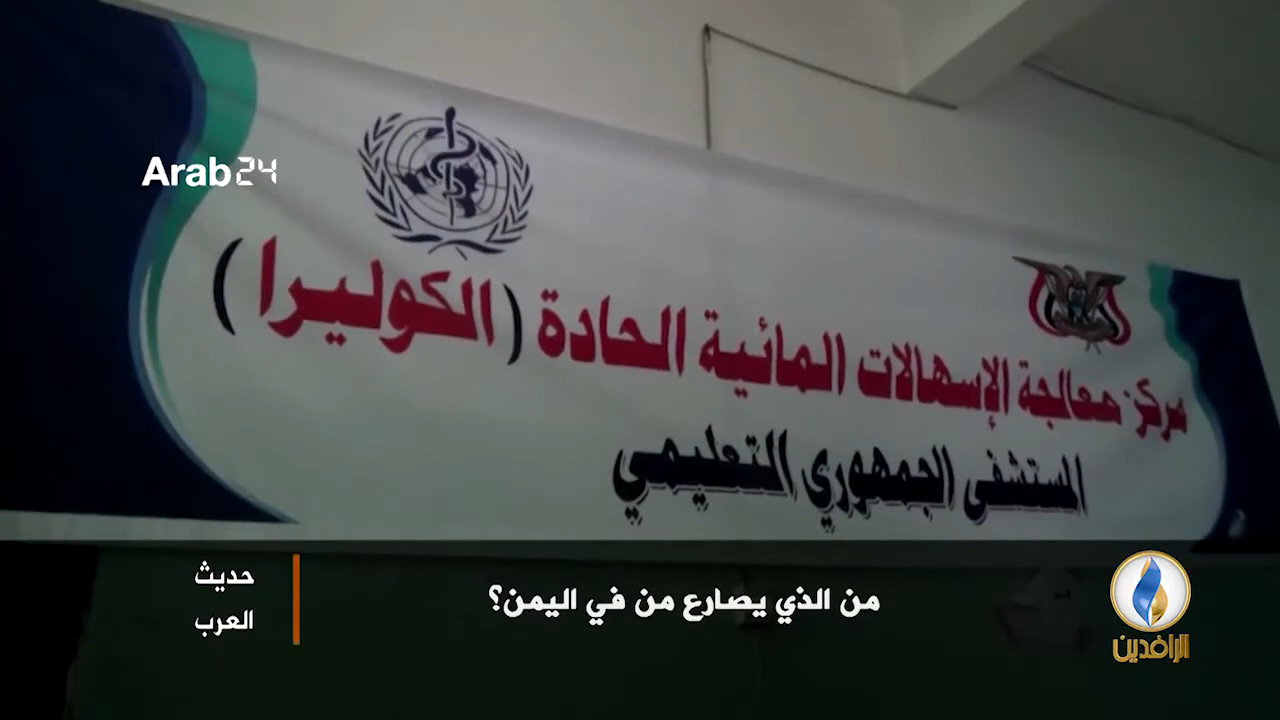 Arab24
مركز معالجة الإسهالات المائية الحادة (الكوليرا)
المستشفى الجمهوري التعليمي
من الذي يصارع من في اليمن؟
حديث
العرب
الرافدين